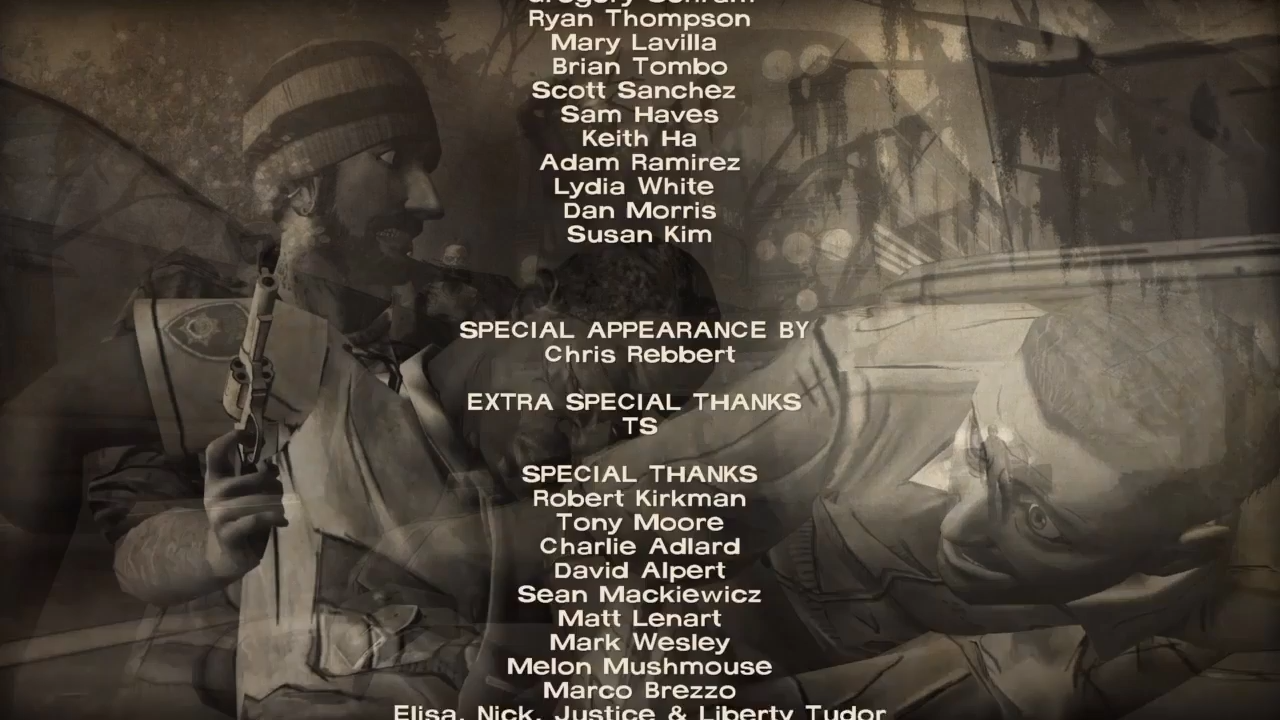 Ryan Thompson
Mary Lavilla
Brian Tombo
Scott Sanchez
Sam Haves
Keith Ha
Adam Ramirez
Lydia White
Dan Morris
Susan Kim
SPECIAL APPEARANCE BY
Chris Rebbert
EXTRA SPECIAL THANKS
TS
SPECIAL THANKS
Robert Kirkman
Tony Moore
Charlie Adlard
David Alpert
Sean Mackiewicz
Matt Lenart
Mark Wesley
Melon Mushmouse
Marco Brezzo
Elisa, Nick, Justice & Liberty Tudor